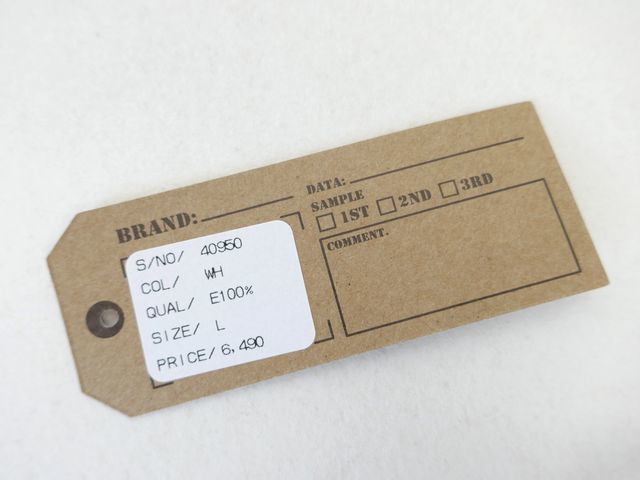 BRAND:
DATA:
SAMPLE
1ST 2ND 3RD
COMMENT.
S/NO/ 40950
COL/ WH
QUAL/ E100%
SIZE/ L
PRICE/ 6,490